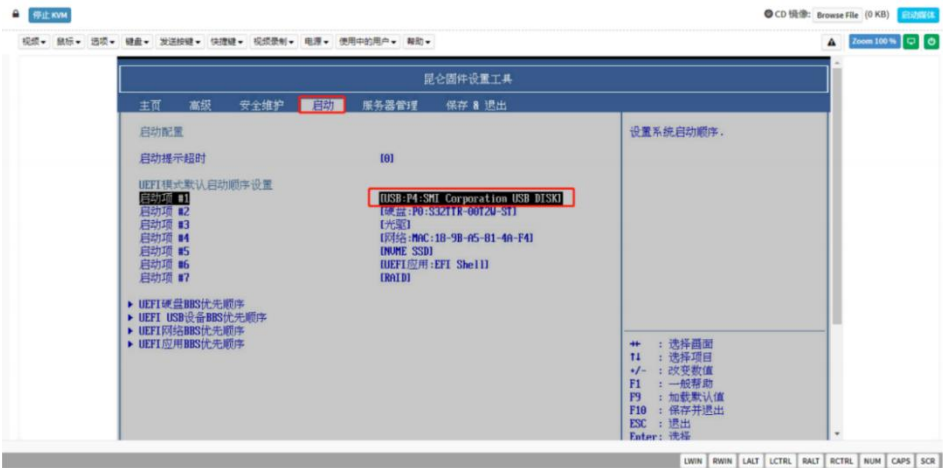 停止 KVM
CD 镜像: Browse File (0 KB) 启动媒体
视频 鼠标 选项 键盘 发送按键 快捷键 视频录制 电源 使用中的用户 帮助
Zoom 100 %
昆仑固件设置工具
主页 高级 安全维护 启动 服务器管理 保存 & 退出
启动配置
设置系统启动顺序.
启动提示超时 [0]
UEFI模式默认启动顺序设置
启动项 #1 [USB:P4:SMI Corporation USB DISK]
启动项 #2 [硬盘:P0:S32TTR-00T2W-ST]
启动项 #3 [光驱]
启动项 #4 [网络:MAC:18-9B-A5-81-4A-F4]
启动项 #5 [NVME SSD]
启动项 #6 [UEFI应用:EFI Shell]
启动项 #7 [RAID]
UEFI硬盘BBS优先顺序
UEFI USB设备BBS优先顺序
UEFI网络BBS优先顺序
UEFI应用BBS优先顺序
→← : 选择画面
↑↓ : 选择项目
+/- : 改变数值
F1 : 一般帮助
F9 : 加载默认值
F10 : 保存并退出
ESC : 退出
Enter: 选择
LWIN RWIN LALT LCTRL RALT RCTRL NUM CAPS SCR